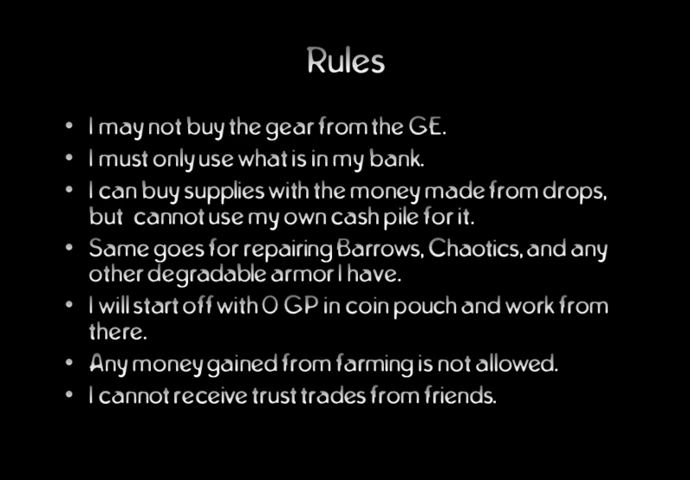 Rules
• I may not buy the gear from the GE.
• I must only use what is in my bank.
• I can buy supplies with the money made from drops,
but cannot use my own cash pile for it.
• Same goes for repairing Barrows, Chaotics, and any
other degradable armor I have.
• I will start off with 0 GP in coin pouch and work from
there.
• Any money gained from farming is not allowed.
• I cannot receive trust trades from friends.